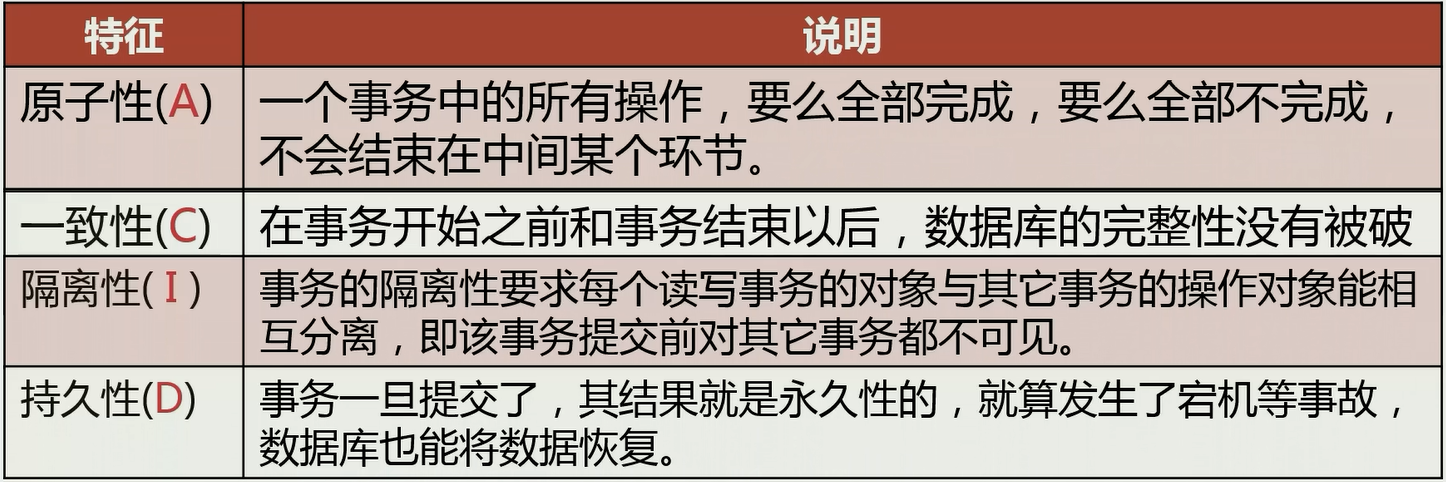 特征 说明
原子性(A) 一个事务中的所有操作，要么全部完成，要么全部不完成，
不会结束在中间某个环节。
一致性(C) 在事务开始之前和事务结束以后，数据库的完整性没有被破
隔离性( I ) 事务的隔离性要求每个读写事务的对象与其它事务的操作对象能相
互分离，即该事务提交前对其它事务都不可见。
持久性(D) 事务一旦提交了，其结果就是永久性的，就算发生了宕机等事故，
数据库也能将数据恢复。